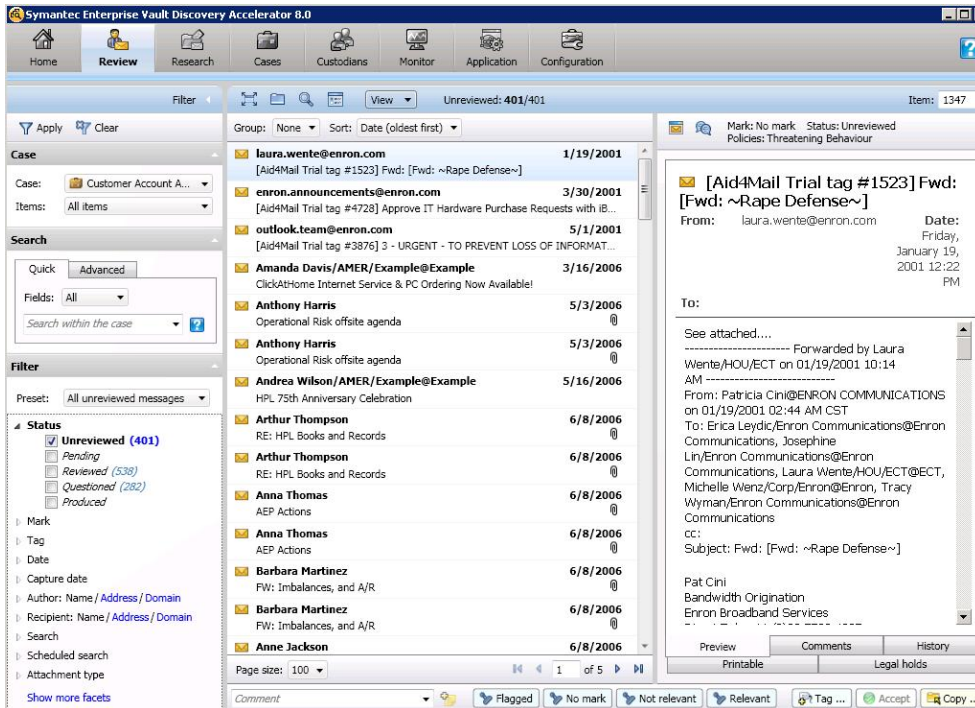 Symantec Enterprise Vault Discovery Accelerator 8.0
Home
Review
Research
Cases
Custodians
Monitor
Application
Configuration
Filter
View
Unreviewed: 401/401
Item: 1347
Apply
Clear
Case
Case: Customer Account A...
Items: All items
Search
Quick
Advanced
Fields: All
Search within the case
Filter
Preset: All unreviewed messages
Status
Unreviewed (401)
Pending
Reviewed (538)
Questioned (282)
Produced
Mark
Tag
Date
Capture date
Author: Name / Address / Domain
Recipient: Name / Address / Domain
Search
Scheduled search
Attachment type
Show more facets
Group: None Sort: Date (oldest first)
laura.wente@enron.com 1/19/2001
[Aid4Mail Trial tag #1523] Fwd: [Fwd: ~Rape Defense~]
enron.announcements@enron.com 3/30/2001
[Aid4Mail Trial tag #4728] Approve IT Hardware Purchase Requests with iB...
outlook.team@enron.com 5/1/2001
[Aid4Mail Trial tag #3876] 3 - URGENT - TO PREVENT LOSS OF INFORMAT...
Amanda Davis/AMER/Example@Example 3/16/2006
ClickAtHome Internet Service & PC Ordering Now Available!
Anthony Harris 5/3/2006
Operational Risk offsite agenda
Anthony Harris 5/3/2006
Operational Risk offsite agenda
Andrea Wilson/AMER/Example@Example 5/16/2006
HPL 75th Anniversary Celebration
Arthur Thompson 6/8/2006
RE: HPL Books and Records
Arthur Thompson 6/8/2006
RE: HPL Books and Records
Anna Thomas 6/8/2006
AEP Actions
Anna Thomas 6/8/2006
AEP Actions
Barbara Martinez 6/8/2006
FW: Imbalances, and A/R
Barbara Martinez 6/8/2006
FW: Imbalances, and A/R
Anne Jackson 6/8/2006
Page size: 100
1 of 5
Mark: No mark Status: Unreviewed
Policies: Threatening Behaviour
[Aid4Mail Trial tag #1523] Fwd:
[Fwd: ~Rape Defense~]
From: laura.wente@enron.com Date:
Friday,
January 19,
2001 12:22
PM
To:
See attached....
---------------------- Forwarded by Laura
Wente/HOU/ECT on 01/19/2001 10:14
AM ---------------------------
From: Patricia Cini@ENRON COMMUNICATIONS
on 01/19/2001 02:44 AM CST
To: Erica Leydic/Enron Communications@Enron
Communications, Josephine
Lin/Enron Communications@Enron
Communications, Laura Wente/HOU/ECT@ECT,
Michelle Wenz/Corp/Enron@Enron, Tracy
Wyman/Enron Communications@Enron
Communications
cc:
Subject: Fwd: [Fwd: ~Rape Defense~]
Pat Cini
Bandwidth Origination
Enron Broadband Services
Preview
Comments
History
Printable
Legal holds
Comment
Flagged
No mark
Not relevant
Relevant
Tag ...
Accept
Copy ...